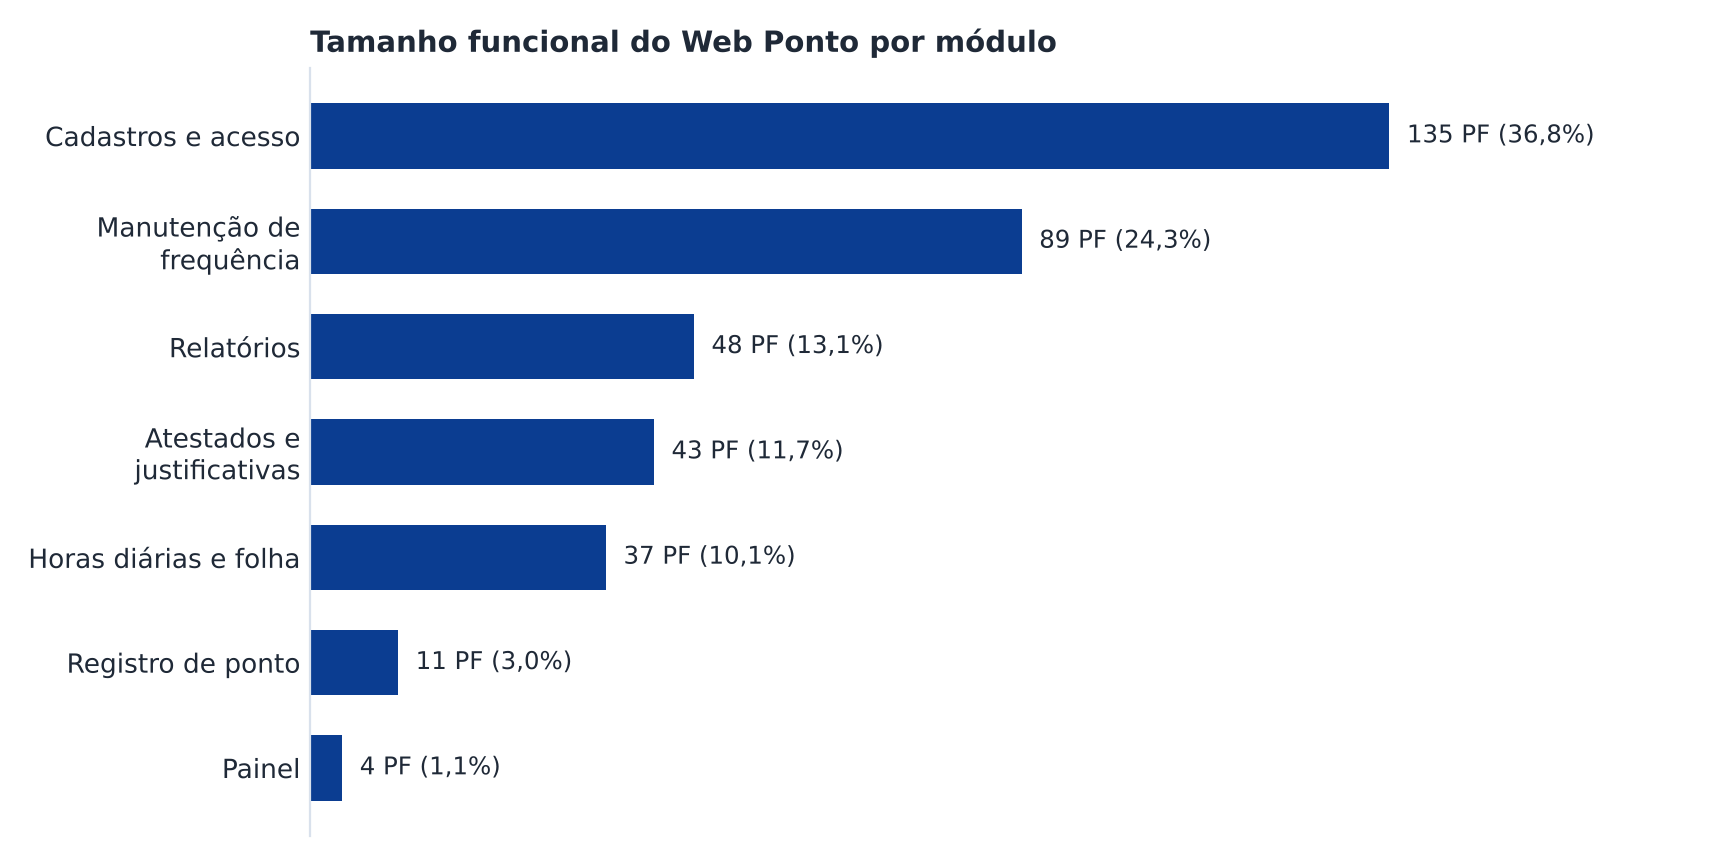 Tamanho funcional do Web Ponto por módulo
Cadastros e acesso
135 PF (36,8%)
Manutenção de
frequência
89 PF (24,3%)
Relatórios
48 PF (13,1%)
Atestados e
justificativas
43 PF (11,7%)
Horas diárias e folha
37 PF (10,1%)
Registro de ponto
11 PF (3,0%)
Painel
4 PF (1,1%)